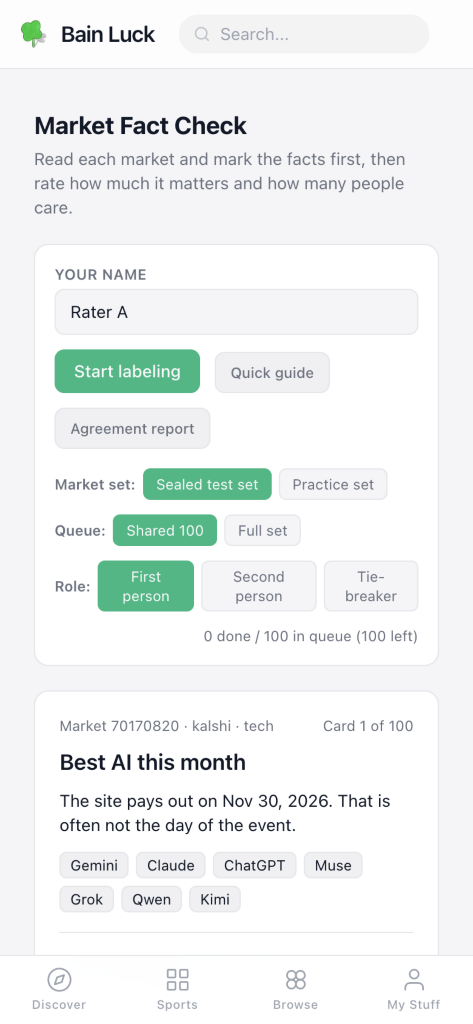 Bain Luck
Search...
Market Fact Check
Read each market and mark the facts first, then
rate how much it matters and how many people
care.
YOUR NAME
Rater A
Start labeling
Quick guide
Agreement report
Market set: Sealed test set Practice set
Queue: Shared 100 Full set
Role: First person Second person Tie-breaker
0 done / 100 in queue (100 left)
Market 70170820 · kalshi · tech Card 1 of 100
Best AI this month
The site pays out on Nov 30, 2026. That is
often not the day of the event.
Gemini Claude ChatGPT Muse
Grok Qwen Kimi
Discover Sports Browse My Stuff